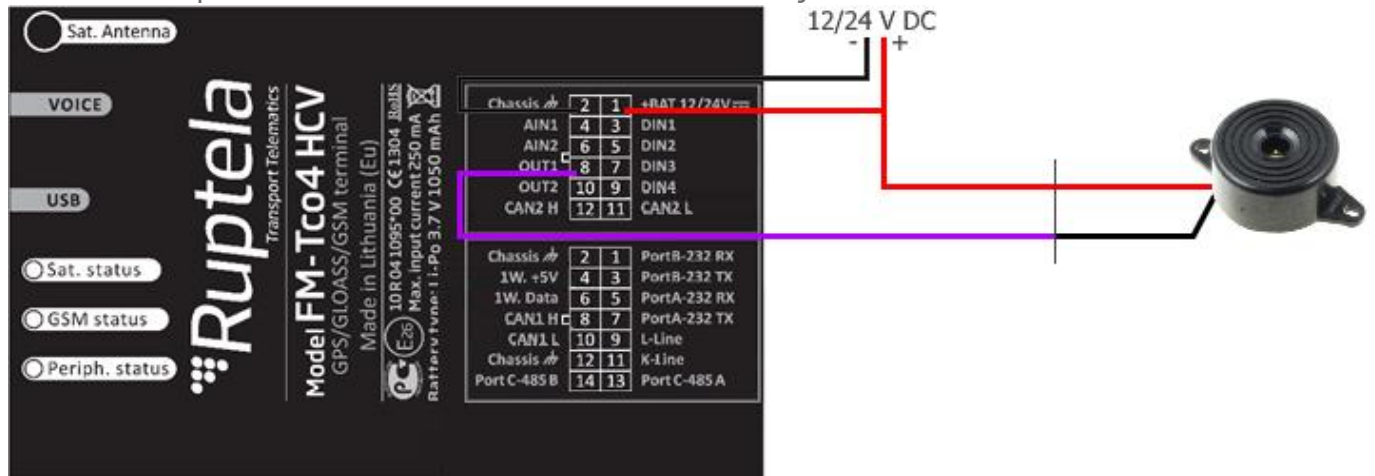 12/24 V DC
- +
Sat. Antenna
VOICE
USB
Sat. status
GSM status
Periph. status
Ruptela
Transport Telematics
Model FM-Tco4 HCV
GPS/GLOASS/GSM terminal
Made in Lithuania (Eu)
E26
10 R 041095*00 CE 1304 RoHS
Max. input current 250 mA
Battery type: Li-Po 3.7 V 1050 mAh
Chassis 2 1 +BAT 12/24V
AIN1 4 3 DIN1
AIN2 6 5 DIN2
OUT1 8 7 DIN3
OUT2 10 9 DIN4
CAN2 H 12 11 CAN2 L
Chassis 2 1 PortB-232 RX
1W. +5V 4 3 PortB-232 TX
1W. Data 6 5 PortA-232 RX
CAN1 H 8 7 PortA-232 TX
CAN1 L 10 9 L-Line
Chassis 12 11 K-Line
Port C-485 B 14 13 Port C-485 A